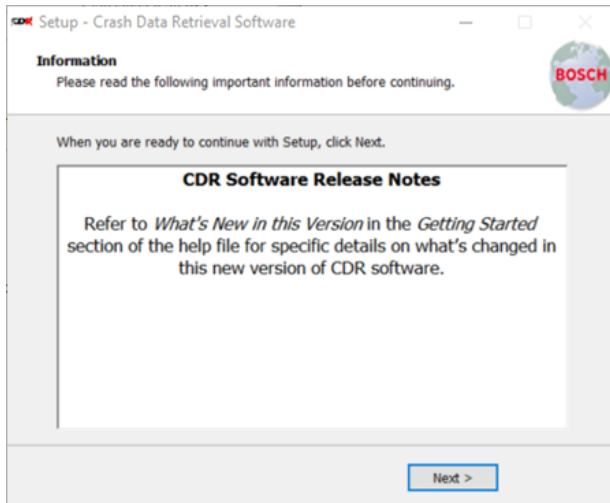 CDR Setup - Crash Data Retrieval Software
Information
Please read the following important information before continuing.
BOSCH
When you are ready to continue with Setup, click Next.
CDR Software Release Notes
Refer to What's New in this Version in the Getting Started
section of the help file for specific details on what's changed in
this new version of CDR software.
Next >